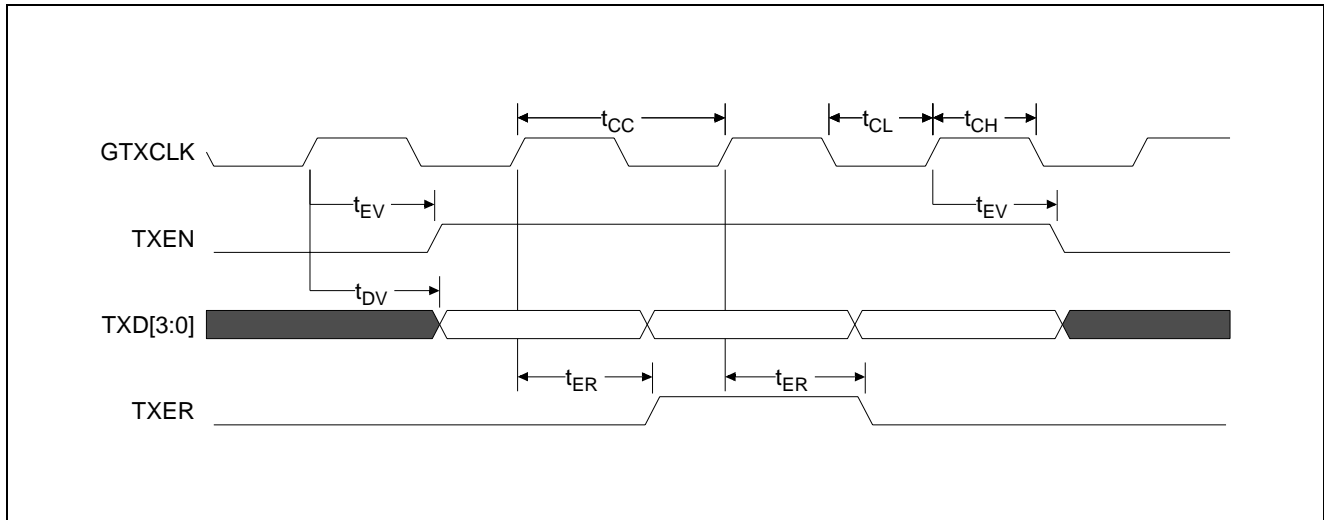 tCC
tCL
tCH
GTXCLK
tEV
tEV
TXEN
tDV
TXD[3:0]
tER
tER
TXER